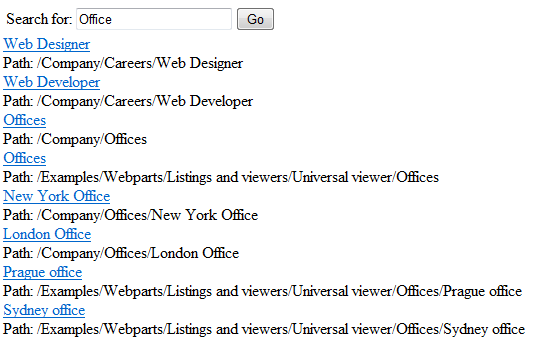 Search for: Office Go
Web Designer
Path: /Company/Careers/Web Designer
Web Developer
Path: /Company/Careers/Web Developer
Offices
Path: /Company/Offices
Offices
Path: /Examples/Webparts/Listings and viewers/Universal viewer/Offices
New York Office
Path: /Company/Offices/New York Office
London Office
Path: /Company/Offices/London Office
Prague office
Path: /Examples/Webparts/Listings and viewers/Universal viewer/Offices/Prague office
Sydney office
Path: /Examples/Webparts/Listings and viewers/Universal viewer/Offices/Sydney office